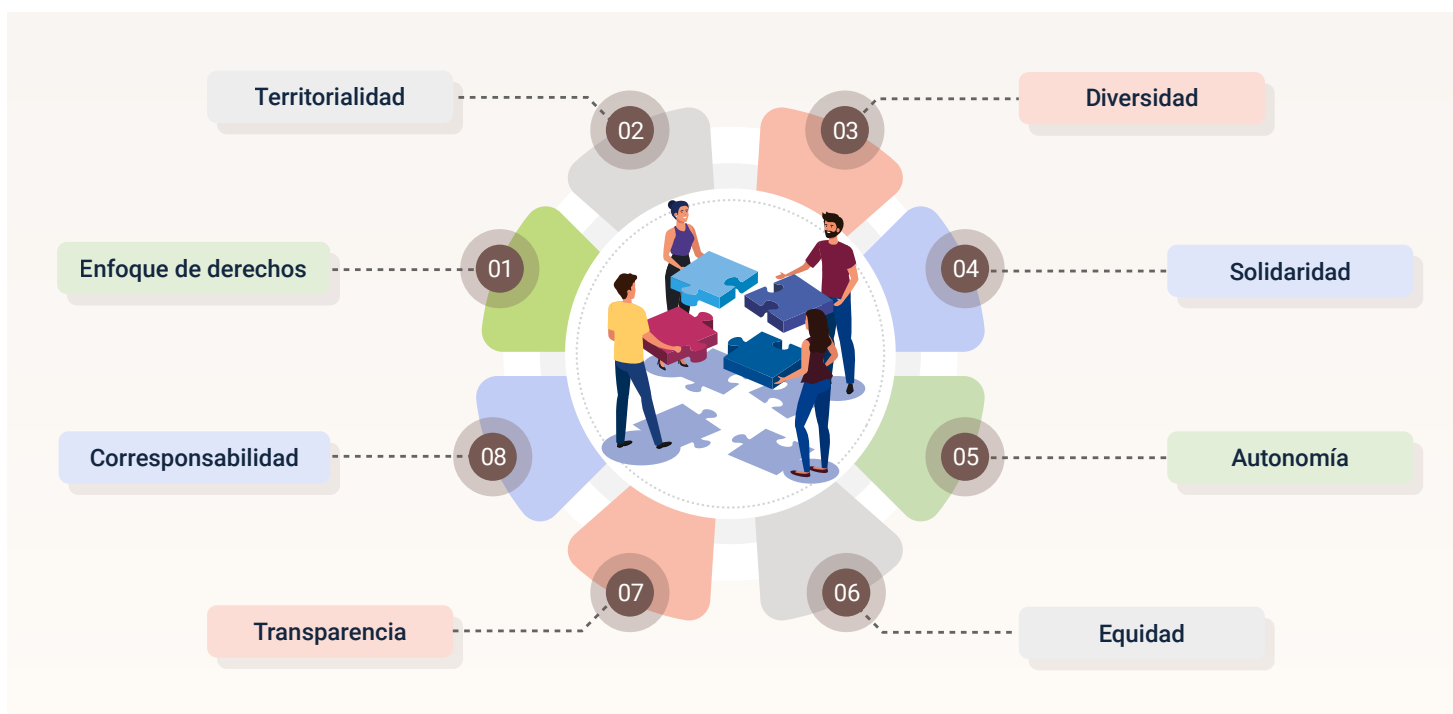 Territorialidad
02
03
Diversidad
Enfoque de derechos
01
04
Solidaridad
Corresponsabilidad
08
05
Autonomía
Transparencia
07
06
Equidad